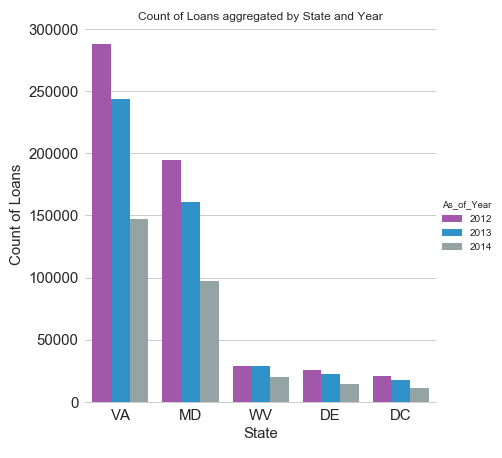 Count of Loans aggregated by State and Year
300000
250000
200000
150000
100000
50000
0
Count of Loans
VA MD WV DE DC
State
As_of_Year
2012
2013
2014